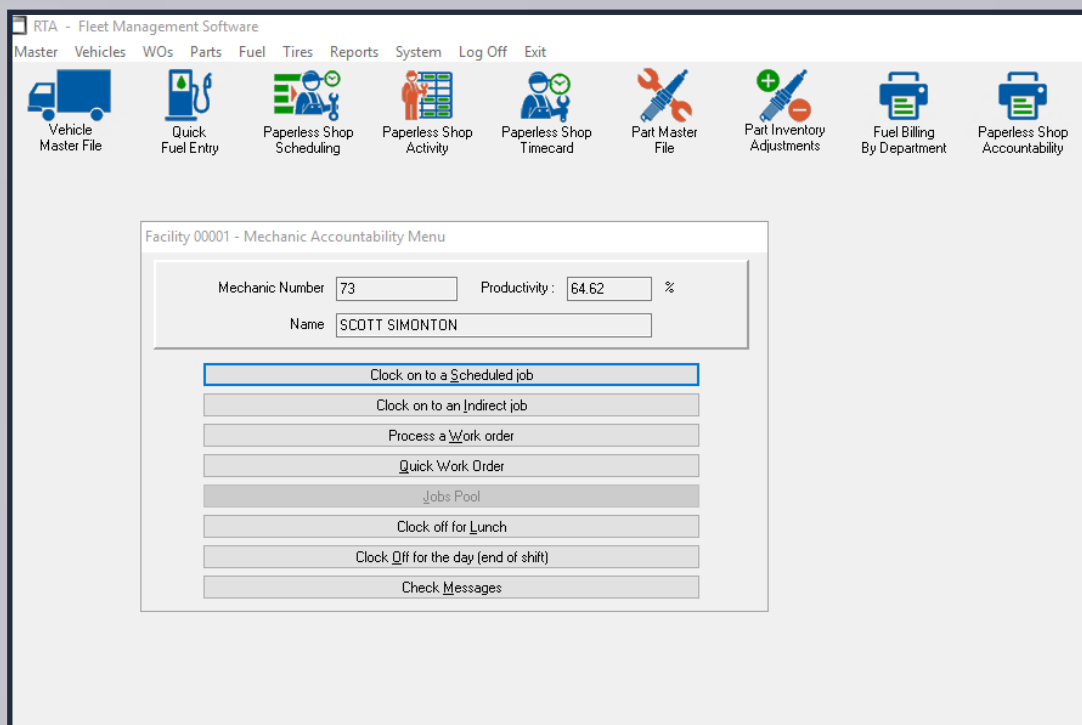 RTA - Fleet Management Software
Master Vehicles WOs Parts Fuel Tires Reports System Log Off Exit
Vehicle
Master File
Quick
Fuel Entry
Paperless Shop
Scheduling
Paperless Shop
Activity
Paperless Shop
Timecard
Part Master
File
Part Inventory
Adjustments
Fuel Billing
By Department
Paperless Shop
Accountability
Facility 00001 - Mechanic Accountability Menu
Mechanic Number 73 Productivity : 64.62 %
Name SCOTT SIMONTON
Clock on to a Scheduled job
Clock on to an Indirect job
Process a Work order
Quick Work Order
Jobs Pool
Clock off for Lunch
Clock Off for the day (end of shift)
Check Messages